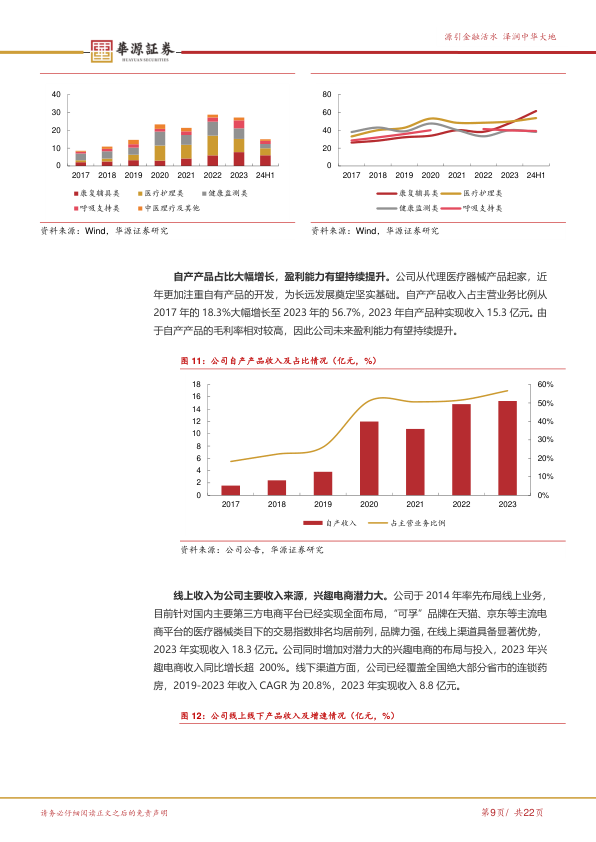 源引金融活水 泽润中华大地
華源証券
HUAYUAN SECURITIES
40
30
20
10
0
2017 2018 2019 2020 2021 2022 2023 24H1
康复辅具类 医疗护理类 健康监测类
呼吸支持类 中医理疗及其他
80
60
40
20
0
2017 2018 2019 2020 2021 2022 2023 24H1
康复辅具类 医疗护理类
健康监测类 呼吸支持类
资料来源：Wind，华源证券研究
资料来源：Wind，华源证券研究
自产产品占比大幅增长，盈利能力有望持续提升。公司从代理医疗器械产品起家，近
年更加注重自有产品的开发，为长远发展奠定坚实基础。自产产品收入占主营业务比例从
2017 年的 18.3%大幅增长至 2023 年的 56.7%，2023 年自产品种实现收入 15.3 亿元。由
于自产产品的毛利率相对较高，因此公司未来盈利能力有望持续提升。
图 11：公司自产产品收入及占比情况（亿元，%）
18
16
14
12
10
8
6
4
2
0
60%
50%
40%
30%
20%
10%
0%
2017 2018 2019 2020 2021 2022 2023
自产收入 占主营业务比例
资料来源：公司公告，华源证券研究
线上收入为公司主要收入来源，兴趣电商潜力大。公司于 2014 年率先布局线上业务，
目前针对国内主要第三方电商平台已经实现全面布局，“可孚”品牌在天猫、京东等主流电
商平台的医疗器械类目下的交易指数排名均居前列，品牌力强，在线上渠道具备显著优势，
2023 年实现收入 18.3 亿元。公司同时增加对潜力大的兴趣电商的布局与投入，2023 年兴
趣电商收入同比增长超 200%。线下渠道方面，公司已经覆盖全国绝大部分省市的连锁药
房，2019-2023 年收入 CAGR 为 20.8%，2023 年实现收入 8.8 亿元。
图 12：公司线上线下产品收入及增速情况（亿元，%）
请务必仔细阅读正文之后的免责声明
第9页/ 共22页